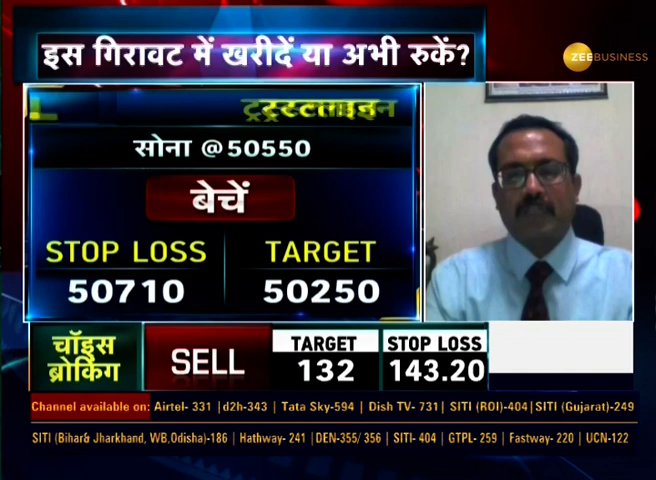 इस गिरावट में खरीदें या अभी रुकें?
ZEEBUSINESS
सोना @50550
बेचें
STOP LOSS
50710
TARGET
50250
चॉइस
ब्रोकिंग
SELL
TARGET
132
STOP LOSS
143.20
Channel available on: Airtel- 331 |d2h-343 | Tata Sky-594 | Dish TV- 731| SITI (ROI)-404|SITI (Gujarat)-249
SITI (Bihar& Jharkhand, WB,Odisha)-186 | Hathway- 241 |DEN-355/ 356 | SITI- 404 | GTPL- 259 | Fastway- 220 | UCN-122